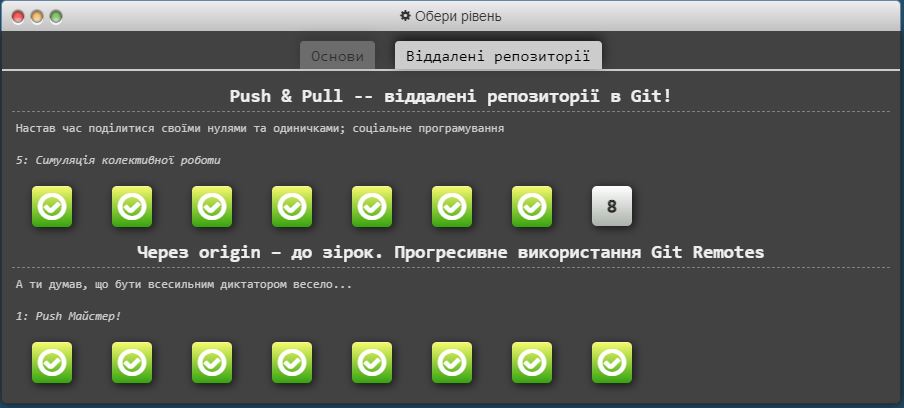 Обери рівень
Основи Віддалені репозиторії
Push & Pull -- віддалені репозиторії в Git!
Настав час поділитися своїми нулями та одиничками; соціальне програмування
5: Симуляція колективної роботи
8
Через origin – до зірок. Прогресивне використання Git Remotes
А ти думав, що бути всесильним диктатором весело...
1: Push Майстер!